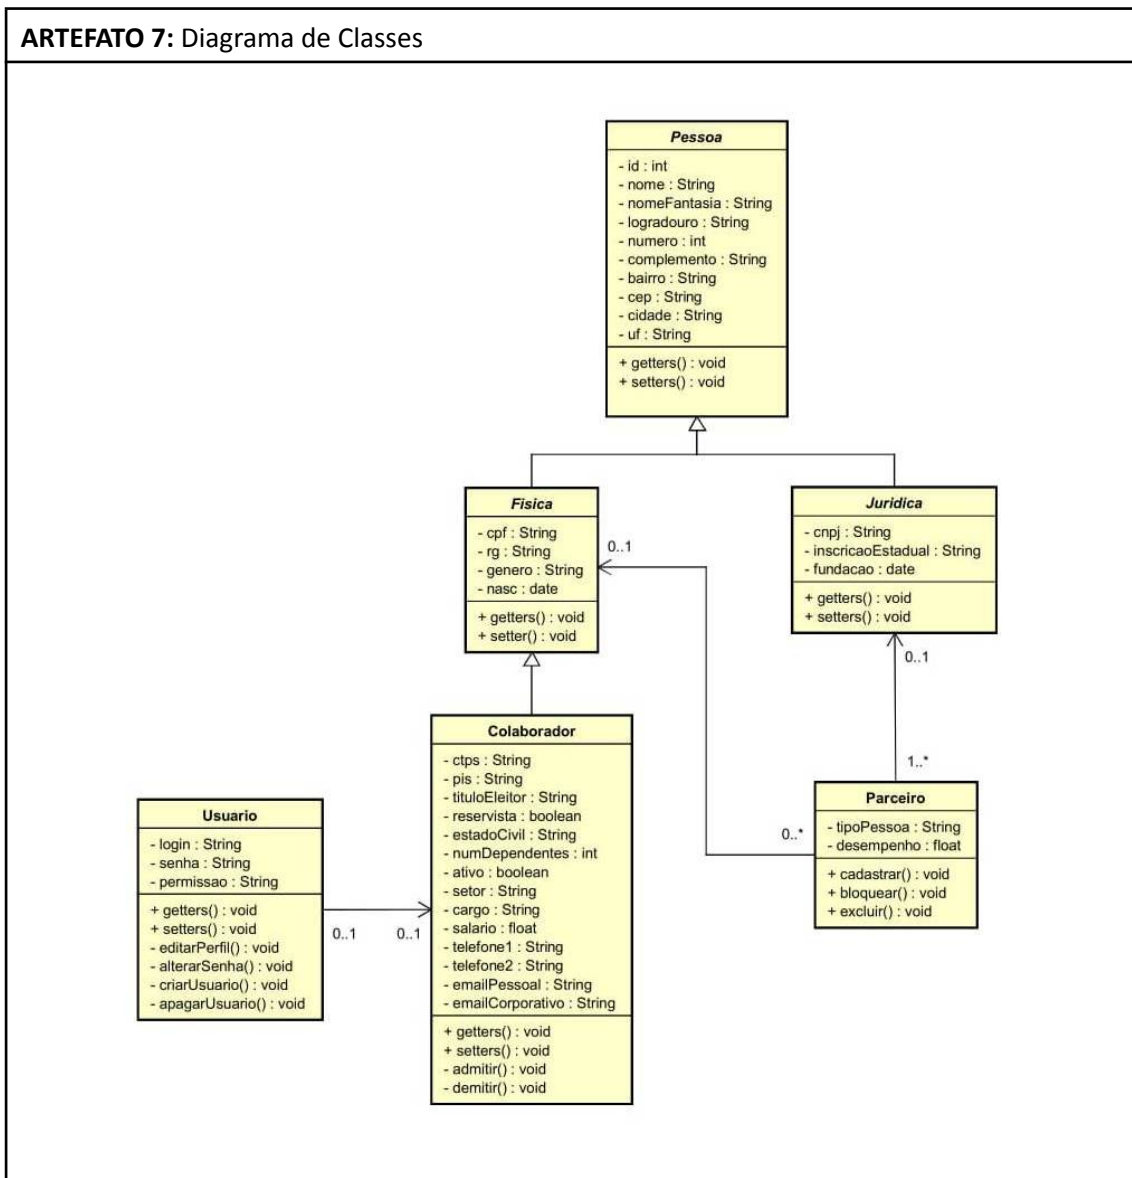 ARTEFATO 7: Diagrama de Classes
Pessoa
- id : int
- nome : String
- nomeFantasia : String
- logradouro : String
- numero : int
- complemento : String
- bairro : String
- cep : String
- cidade : String
- uf : String
+ getters() : void
+ setters() : void
Fisica
- cpf : String
- rg : String
- genero : String
- nasc : date
+ getters() : void
+ setter() : void
0..1
Juridica
- cnpj : String
- inscricaoEstadual : String
- fundacao : date
+ getters() : void
+ setters() : void
0..1
1..*
Colaborador
- ctps : String
- pis : String
- tituloEleitor : String
- reservista : boolean
- estadoCivil : String
- numDependentes : int
- ativo : boolean
- setor : String
- cargo : String
- salario : float
- telefone1 : String
- telefone2 : String
- emailPessoal : String
- emailCorporativo : String
+ getters() : void
+ setters() : void
- admitir() : void
- demitir() : void
Parceiro
- tipoPessoa : String
- desempenho : float
+ cadastrar() : void
+ bloquear() : void
+ excluir() : void
0..*
Usuario
- login : String
- senha : String
- permissao : String
+ getters() : void
+ setters() : void
- editarPerfil() : void
- alterarSenha() : void
- criarUsuario() : void
- apagarUsuario() : void
0..1
0..1